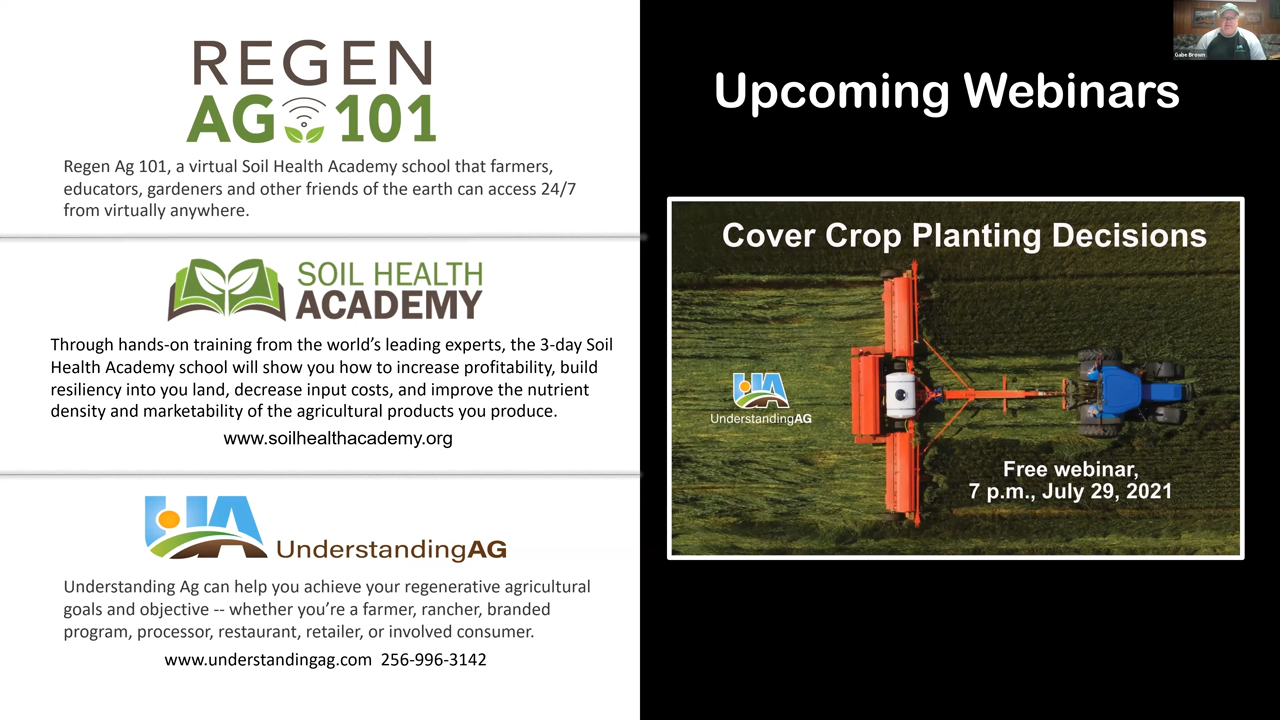 REGEN
AG 101
Regen Ag 101, a virtual Soil Health Academy school that farmers,
educators, gardeners and other friends of the earth can access 24/7
from virtually anywhere.
SOIL HEALTH
ACADEMY
Through hands-on training from the world's leading experts, the 3-day Soil
Health Academy school will show you how to increase profitability, build
resiliency into you land, decrease input costs, and improve the nutrient
density and marketability of the agricultural products you produce.
www.soilhealthacademy.org
UA
UnderstandingAG
Understanding Ag can help you achieve your regenerative agricultural
goals and objective -- whether you're a farmer, rancher, branded
program, processor, restaurant, retailer, or involved consumer.
www.understandingag.com 256-996-3142
Gabe Brown
Upcoming Webinars
Cover Crop Planting Decisions
UA
UnderstandingAG
Free webinar,
7 p.m., July 29, 2021